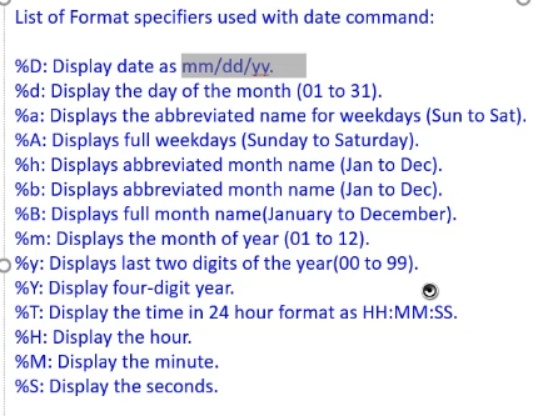 List of Format specifiers used with date command:
%D: Display date as mm/dd/yy.
%d: Display the day of the month (01 to 31).
%a: Displays the abbreviated name for weekdays (Sun to Sat).
%A: Displays full weekdays (Sunday to Saturday).
%h: Displays abbreviated month name (Jan to Dec).
%b: Displays abbreviated month name (Jan to Dec).
%B: Displays full month name(January to December).
%m: Displays the month of year (01 to 12).
%y: Displays last two digits of the year(00 to 99).
%Y: Display four-digit year.
%T: Display the time in 24 hour format as HH:MM:SS.
%H: Display the hour.
%M: Display the minute.
%S: Display the seconds.